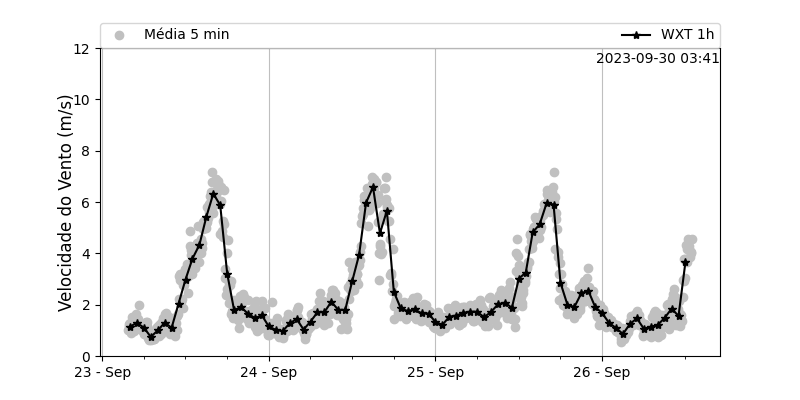 Média 5 min
WXT 1h
2023-09-30 03:41
Velocidade do Vento (m/s)
12
10
8
6
4
2
0
23 - Sep
24 - Sep
25 - Sep
26 - Sep